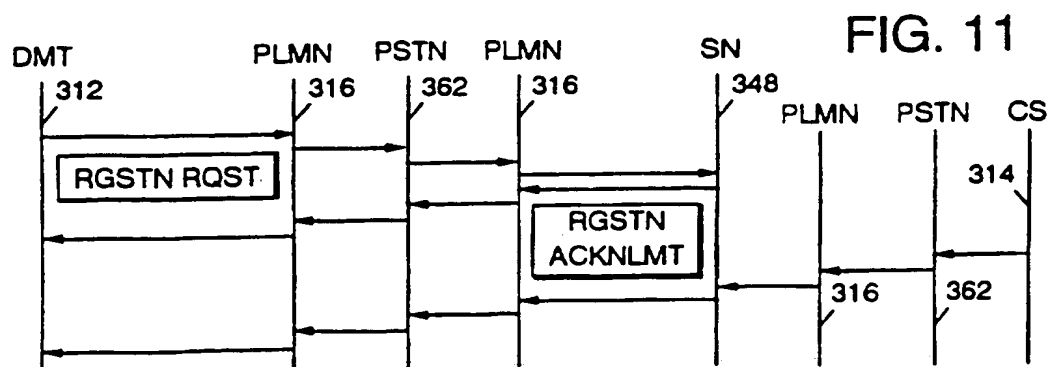 FIG. 11
DMT
PLMN
PSTN
PLMN
SN
312
316
362
316
348
PLMN
PSTN
CS
314
RGSTN RQST
RGSTN
ACKNLMT
316
362